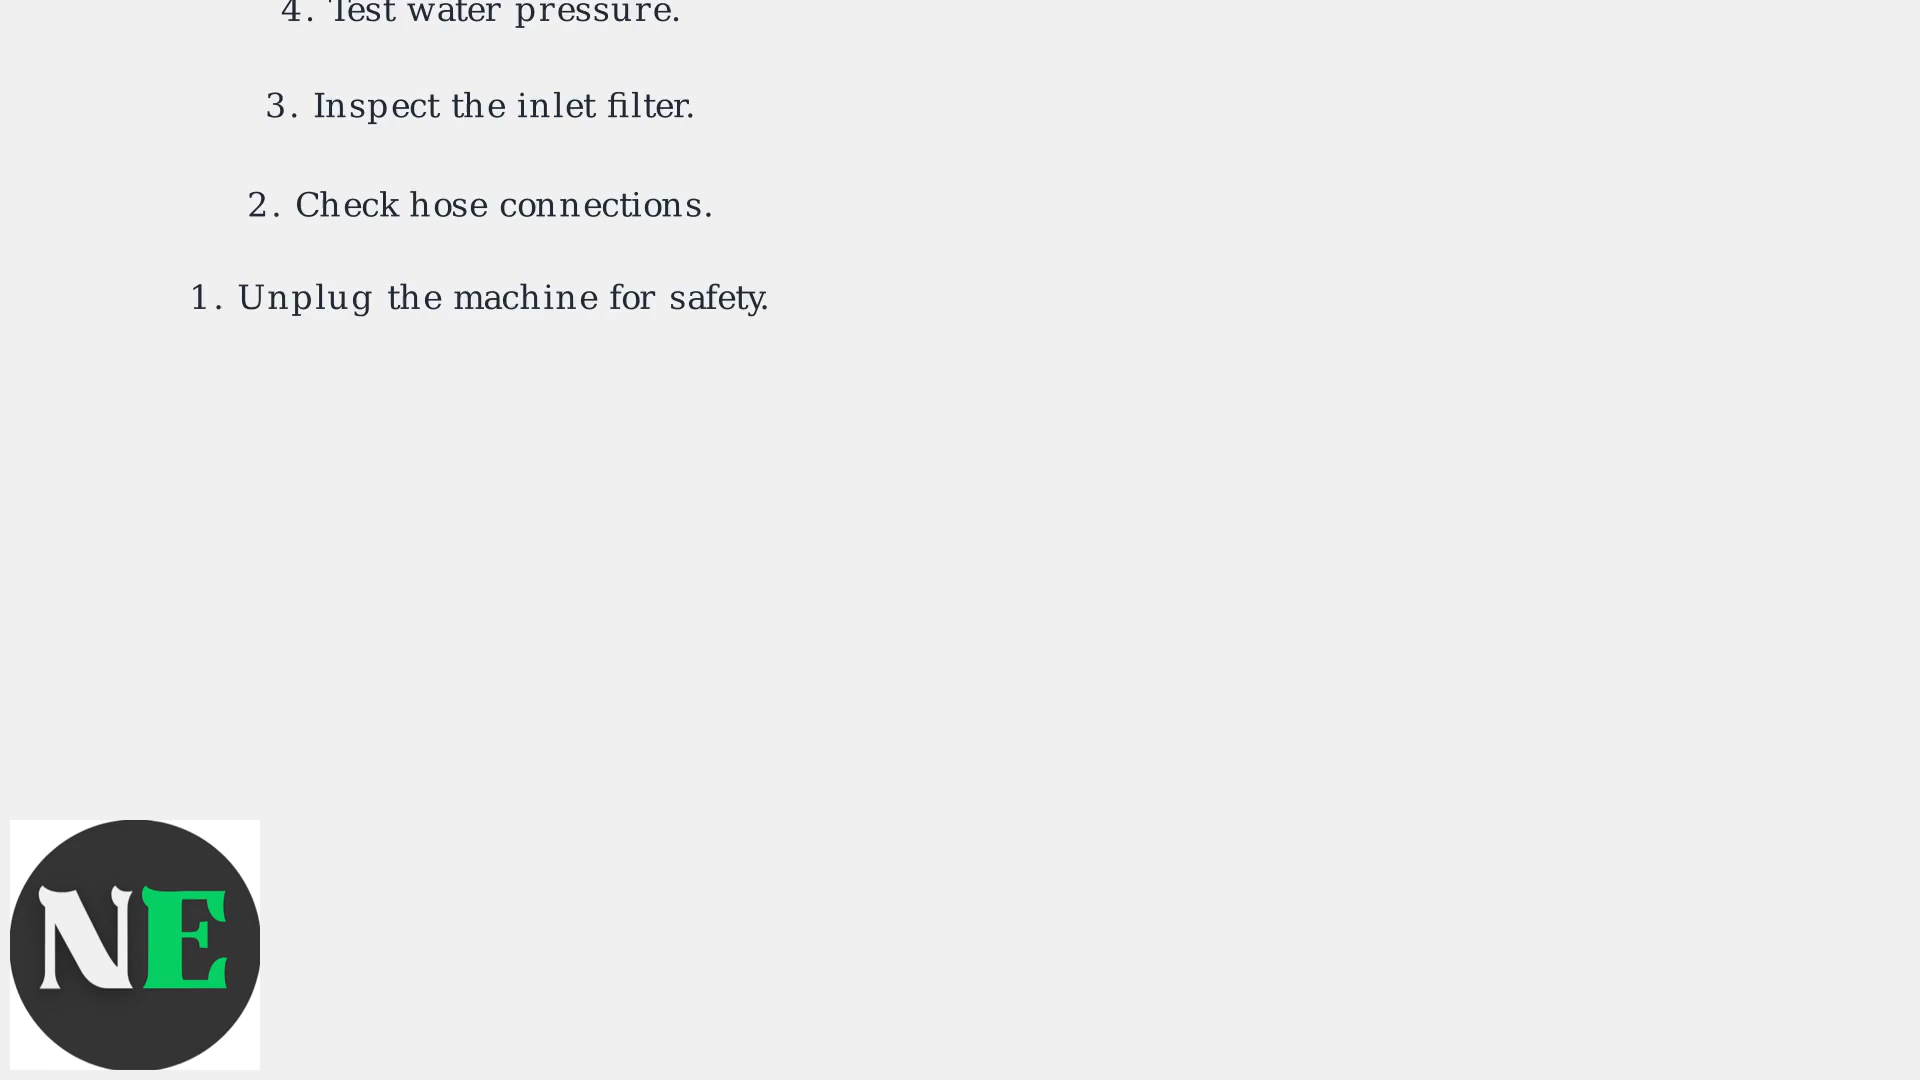 4. Test water pressure.
3. Inspect the inlet filter.
2. Check hose connections.
1. Unplug the machine for safety.
NE